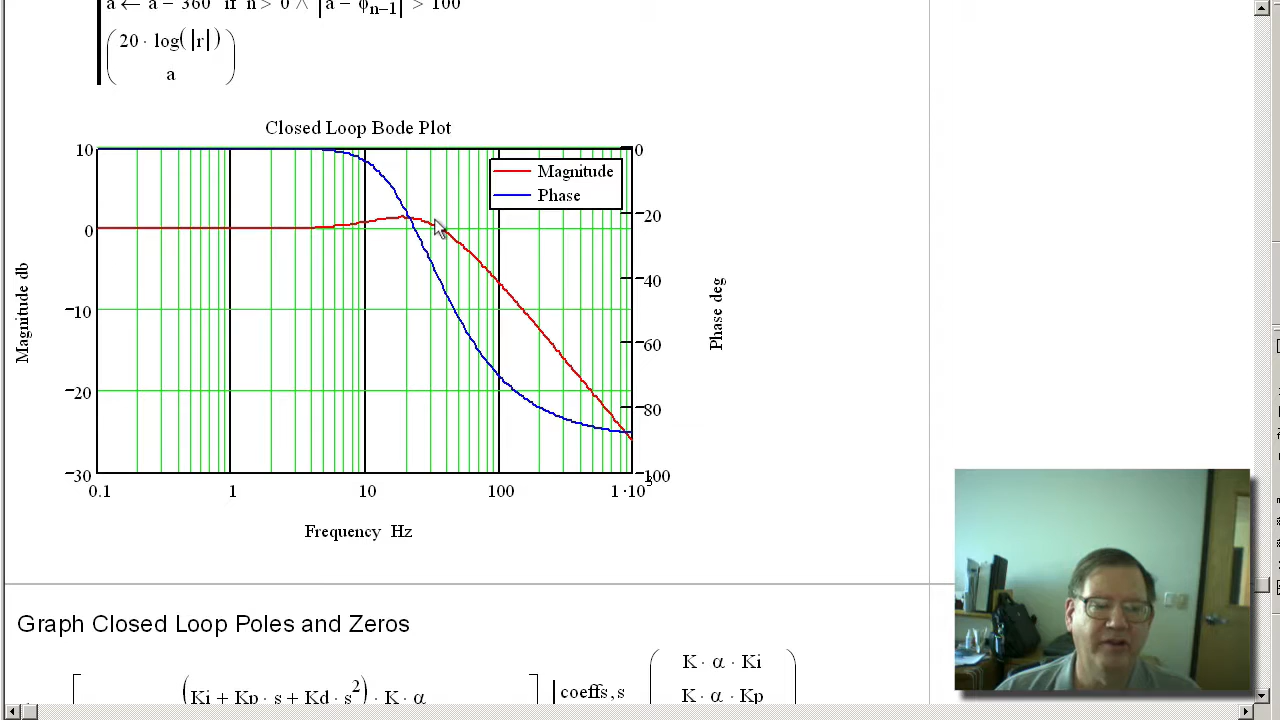 a ← a − 360 if n > 0 ∧ |a − φn−1| > 100
20 · log(|r|)
a
Closed Loop Bode Plot
Magnitude
Phase
10
0
−10
−20
−30
0
−20
−40
−60
−80
−100
Magnitude db
Phase deg
0.1
1
10
100
1·10³
Frequency Hz
Graph Closed Loop Poles and Zeros
(Ki + Kp · s + Kd · s²) · K · α
coeffs,s
K · α · Ki
K · α · Kp